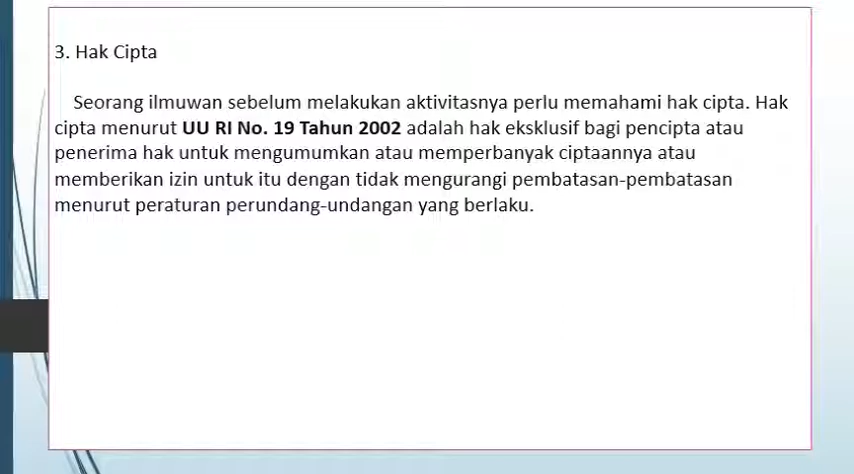 3. Hak Cipta
Seorang ilmuwan sebelum melakukan aktivitasnya perlu memahami hak cipta. Hak
cipta menurut UU RI No. 19 Tahun 2002 adalah hak eksklusif bagi pencipta atau
penerima hak untuk mengumumkan atau memperbanyak ciptaannya atau
memberikan izin untuk itu dengan tidak mengurangi pembatasan-pembatasan
menurut peraturan perundang-undangan yang berlaku.